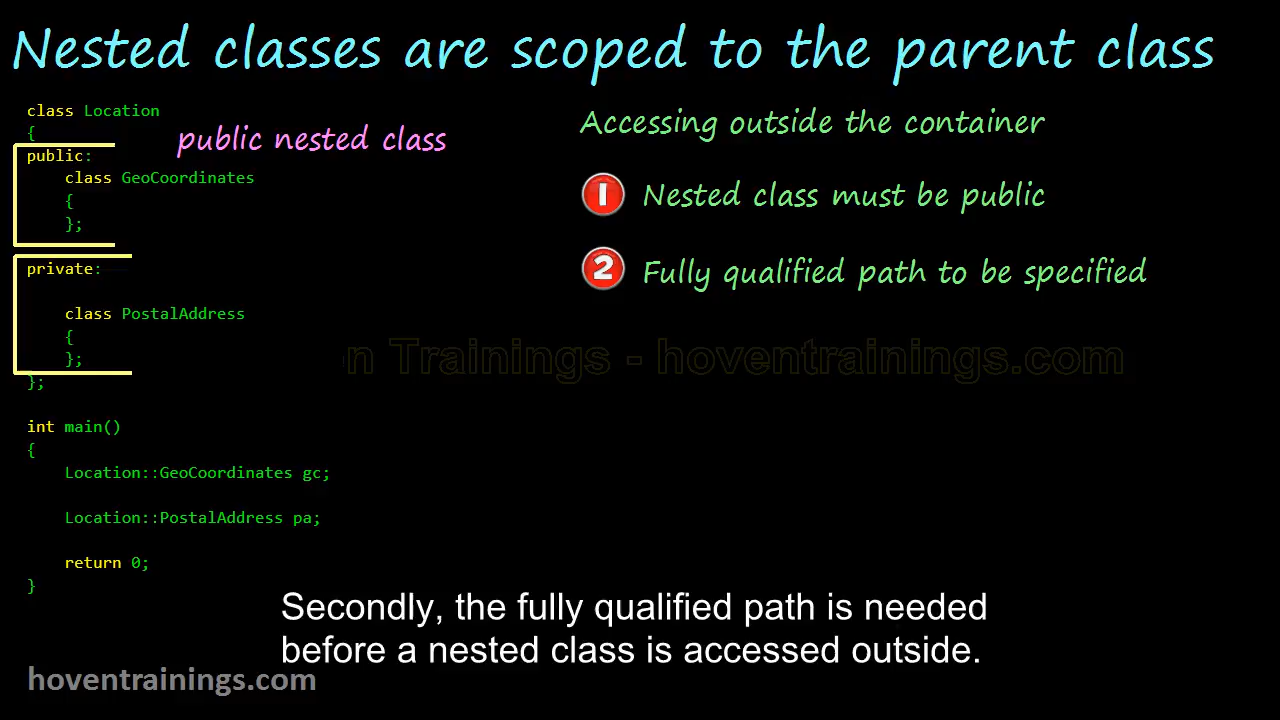 Nested classes are scoped to the parent class
class Location
{
public nested class
public:
class GeoCoordinates
{
};
private:
class PostalAddress
{
};
};
int main()
{
Location::GeoCoordinates gc;
Location::PostalAddress pa;
return 0;
}
Accessing outside the container
1 Nested class must be public
2 Fully qualified path to be specified
n Trainings - hoventrainings.com
Secondly, the fully qualified path is needed
before a nested class is accessed outside.
hoventrainings.com